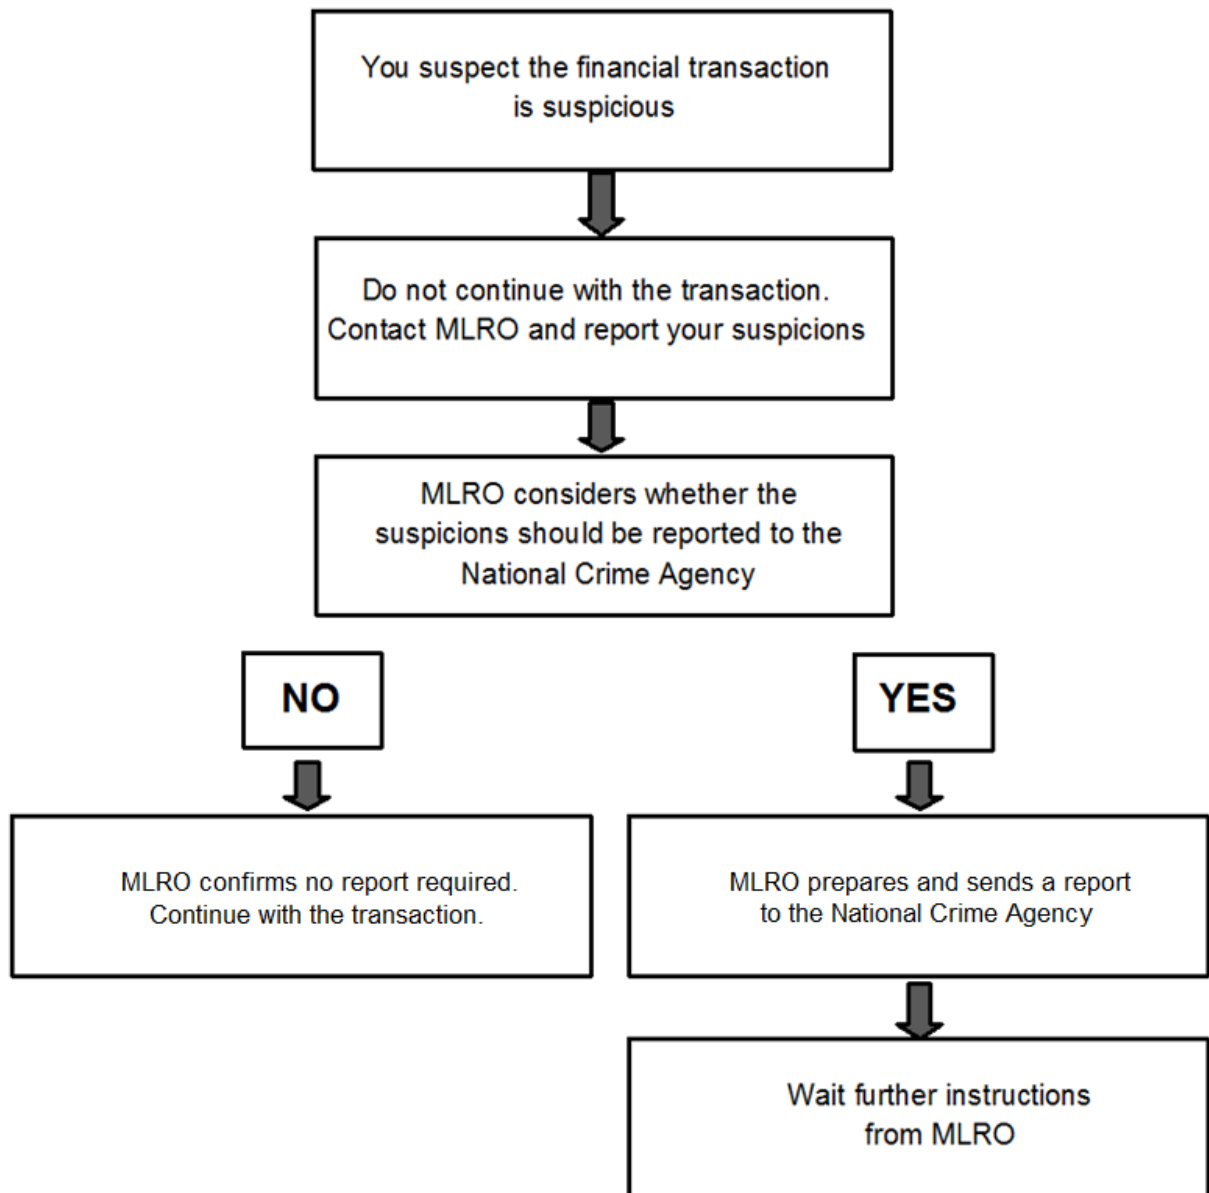 You suspect the financial transaction
is suspicious
Do not continue with the transaction.
Contact MLRO and report your suspicions
MLRO considers whether the
suspicions should be reported to the
National Crime Agency
NO
YES
MLRO confirms no report required.
Continue with the transaction.
MLRO prepares and sends a report
to the National Crime Agency
Wait further instructions
from MLRO